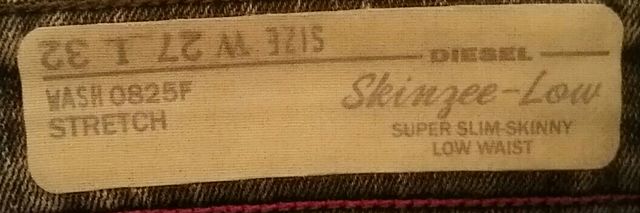 SIZE W 27 L 32
DIESEL
WASH 0825F
STRETCH
Skinzee-Low
SUPER SLIM-SKINNY
LOW WAIST